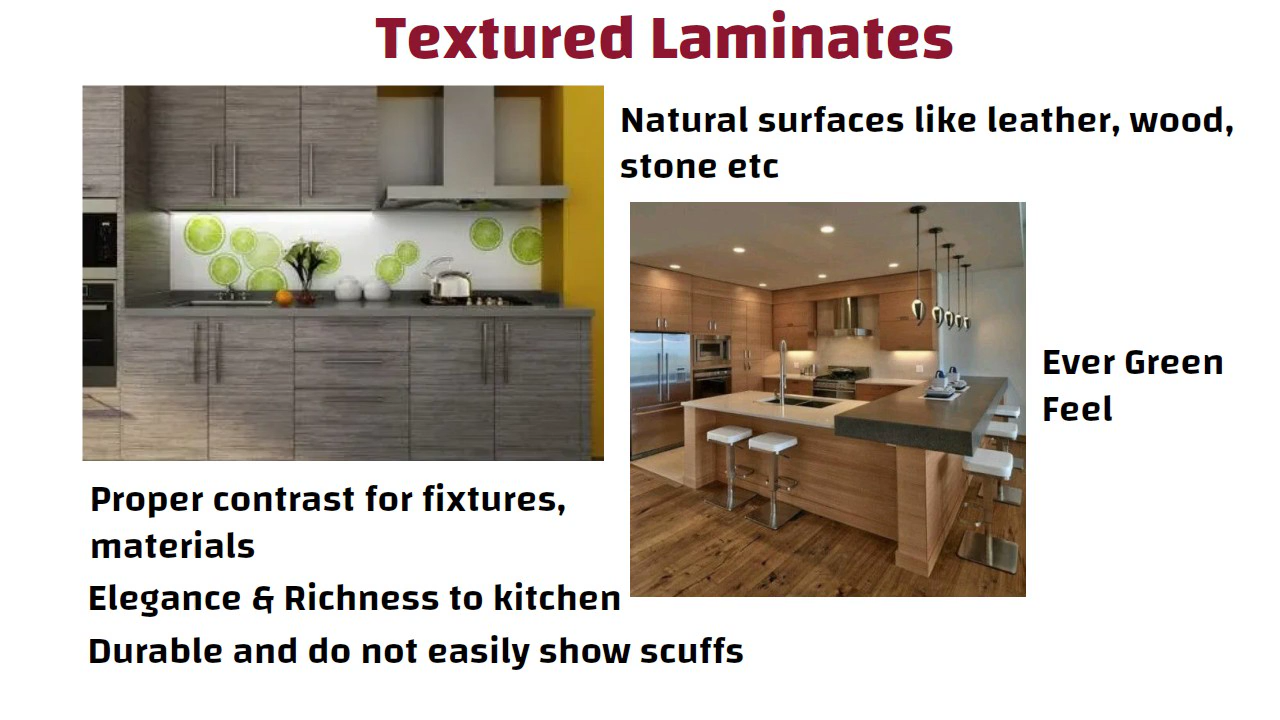 Textured Laminates
Natural surfaces like leather, wood,
stone etc
Ever Green
Feel
Proper contrast for fixtures,
materials
Elegance & Richness to kitchen
Durable and do not easily show scuffs